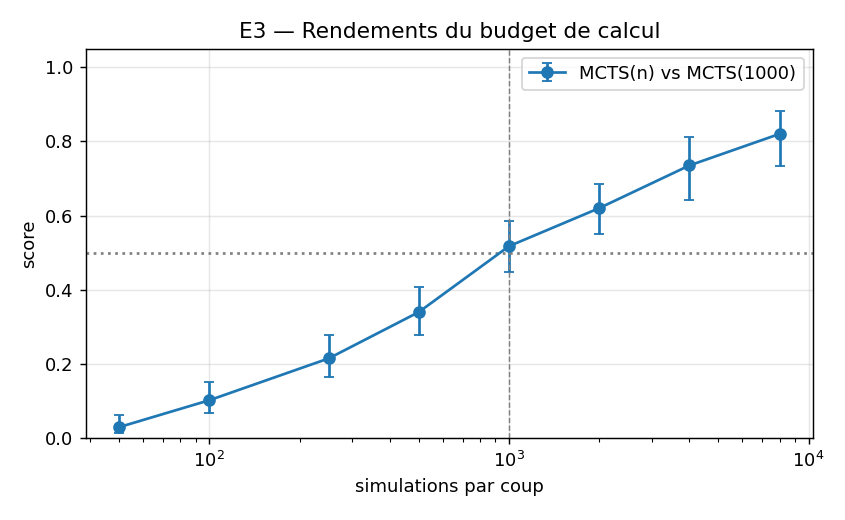 E3 — Rendements du budget de calcul
MCTS(n) vs MCTS(1000)
score
1.0
0.8
0.6
0.4
0.2
0.0
10²
10³
10⁴
simulations par coup